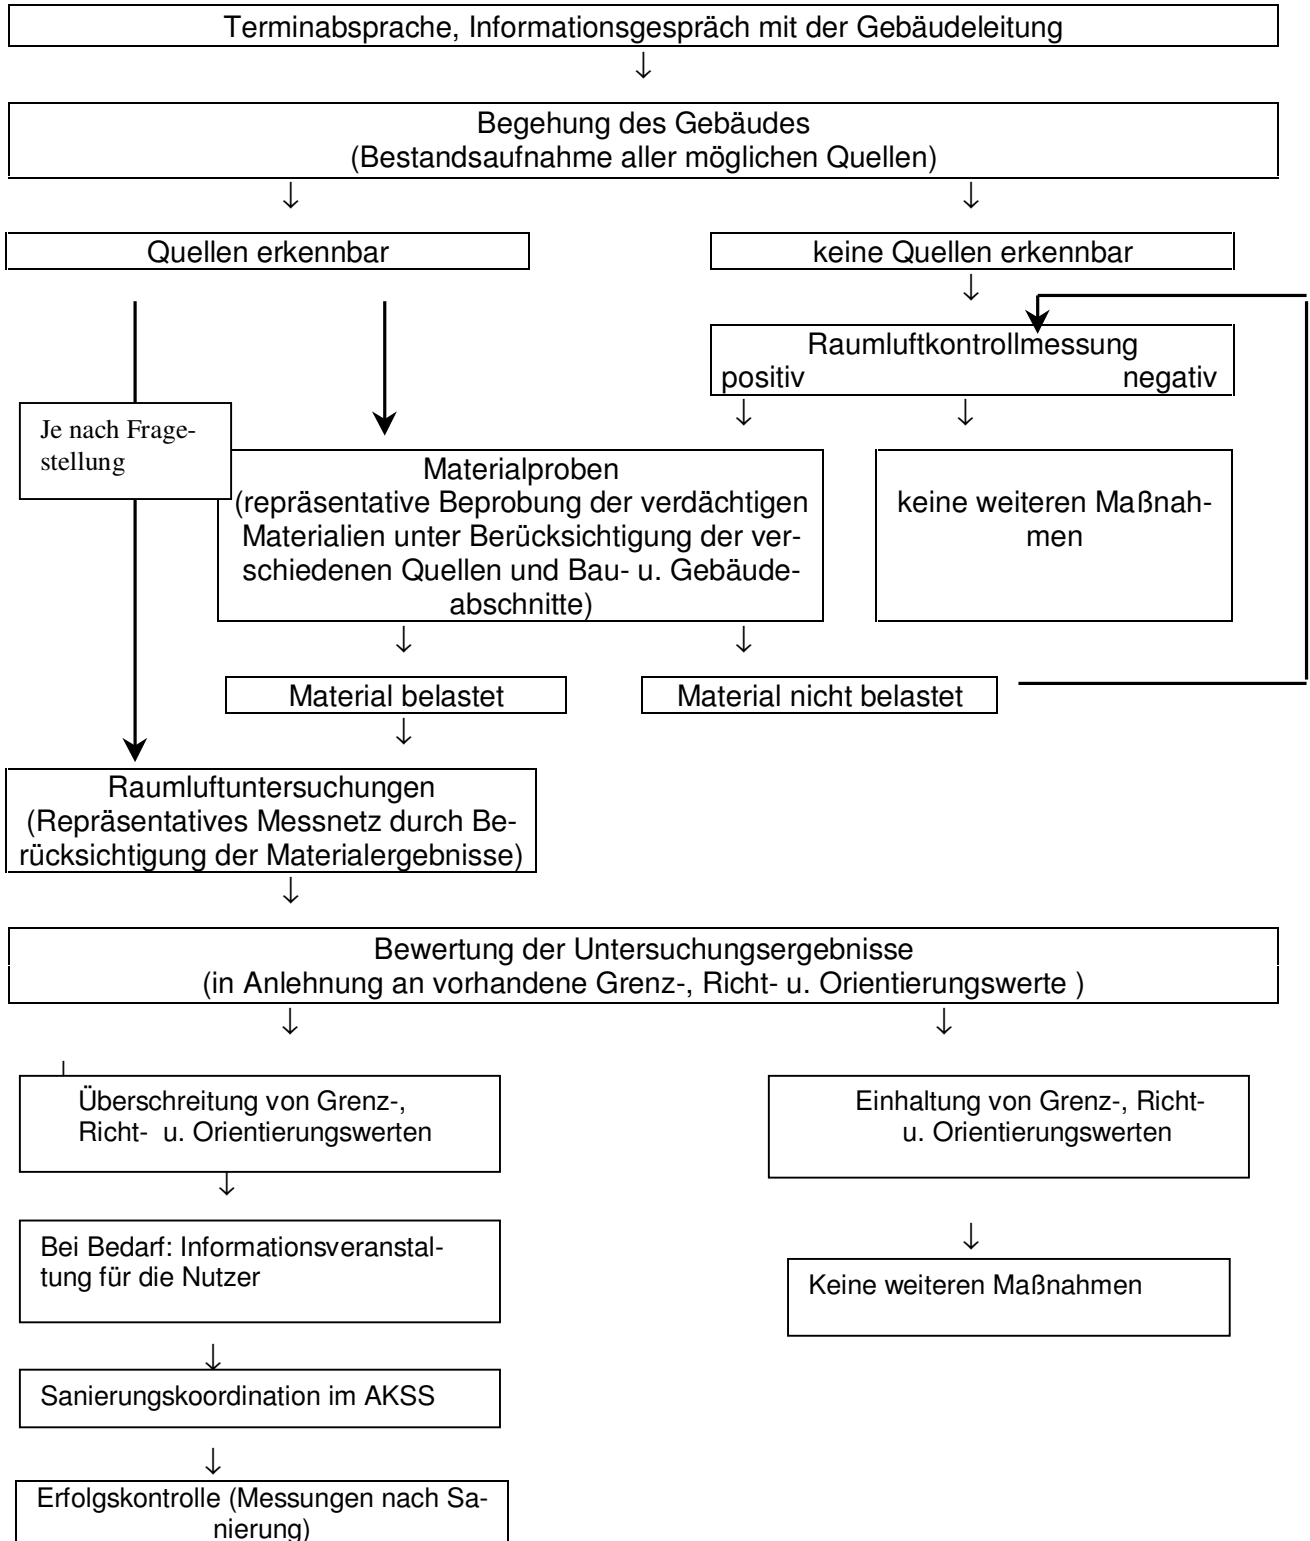 Terminabsprache, Informationsgespräch mit der Gebäudeleitung
↓
Begehung des Gebäudes
(Bestandsaufnahme aller möglichen Quellen)
↓ ↓
Quellen erkennbar
keine Quellen erkennbar
↓
Raumluftkontrollmessung
positiv negativ
↓ ↓
Je nach Frage-
stellung
Materialproben
(repräsentative Beprobung der verdächtigen
Materialien unter Berücksichtigung der ver-
schiedenen Quellen und Bau- u. Gebäude-
abschnitte)
keine weiteren Maßnah-
men
↓ ↓
Material belastet
Material nicht belastet
↓
Raumluftuntersuchungen
(Repräsentatives Messnetz durch Be-
rücksichtigung der Materialergebnisse)
↓
Bewertung der Untersuchungsergebnisse
(in Anlehnung an vorhandene Grenz-, Richt- u. Orientierungswerte )
↓ ↓
Überschreitung von Grenz-,
Richt- u. Orientierungswerten
Einhaltung von Grenz-, Richt-
u. Orientierungswerten
↓
Bei Bedarf: Informationsveranstal-
tung für die Nutzer
↓
Keine weiteren Maßnahmen
↓
Sanierungskoordination im AKSS
↓
Erfolgskontrolle (Messungen nach Sa-
nierung)